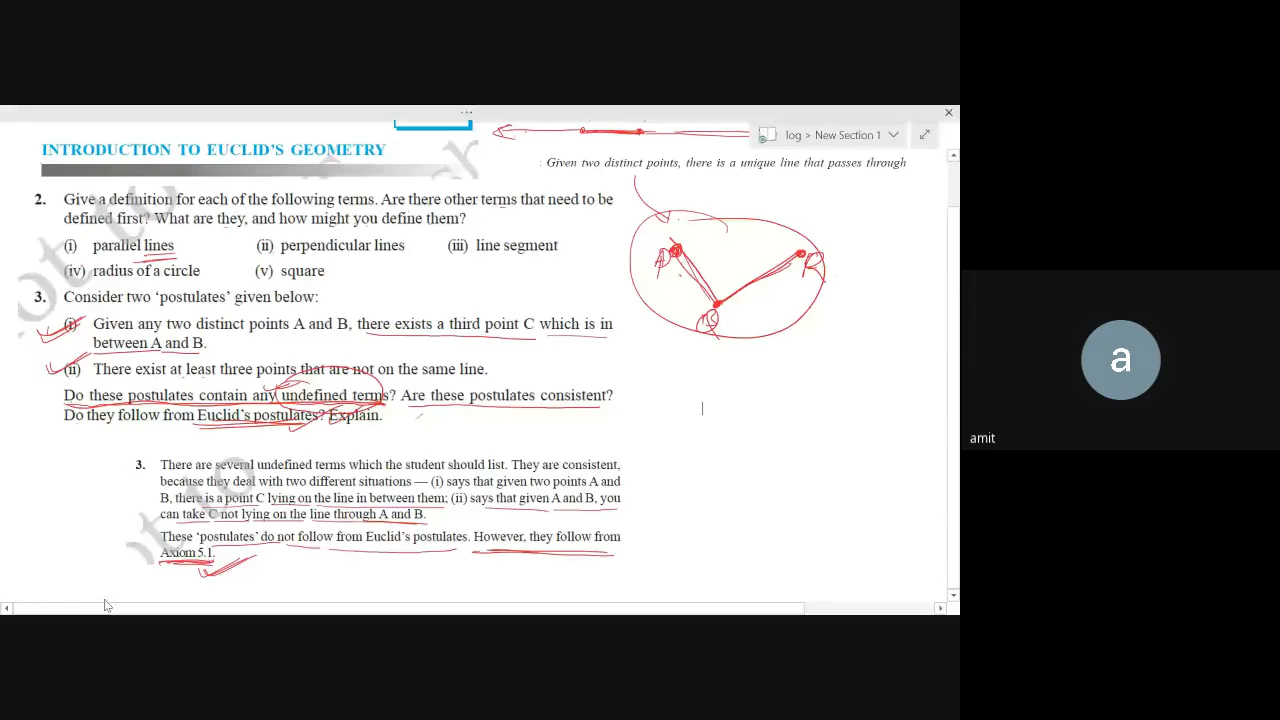 log > New Section 1
INTRODUCTION TO EUCLID'S GEOMETRY
: Given two distinct points, there is a unique line that passes through
2. Give a definition for each of the following terms. Are there other terms that need to be
defined first? What are they, and how might you define them?
(i) parallel lines (ii) perpendicular lines (iii) line segment
(iv) radius of a circle (v) square
3. Consider two 'postulates' given below:
(i) Given any two distinct points A and B, there exists a third point C which is in
between A and B.
(ii) There exist at least three points that are not on the same line.
Do these postulates contain any undefined terms? Are these postulates consistent?
Do they follow from Euclid's postulates? Explain.
3. There are several undefined terms which the student should list. They are consistent,
because they deal with two different situations — (i) says that given two points A and
B, there is a point C lying on the line in between them; (ii) says that given A and B, you
can take C not lying on the line through A and B.
These 'postulates' do not follow from Euclid's postulates. However, they follow from
Axiom 5.1.
a
amit